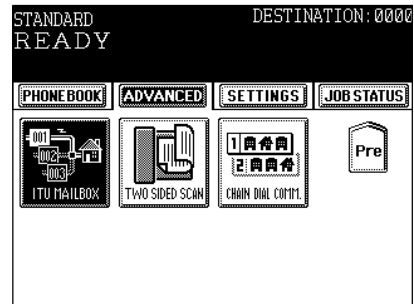 STANDARD
DESTINATION:0000
READY
PHONE BOOK
ADVANCED
SETTINGS
JOB STATUS
001
002
003
ITU MAILBOX
TWO SIDED SCAN
1
2
CHAIN DIAL COMM.
Pre